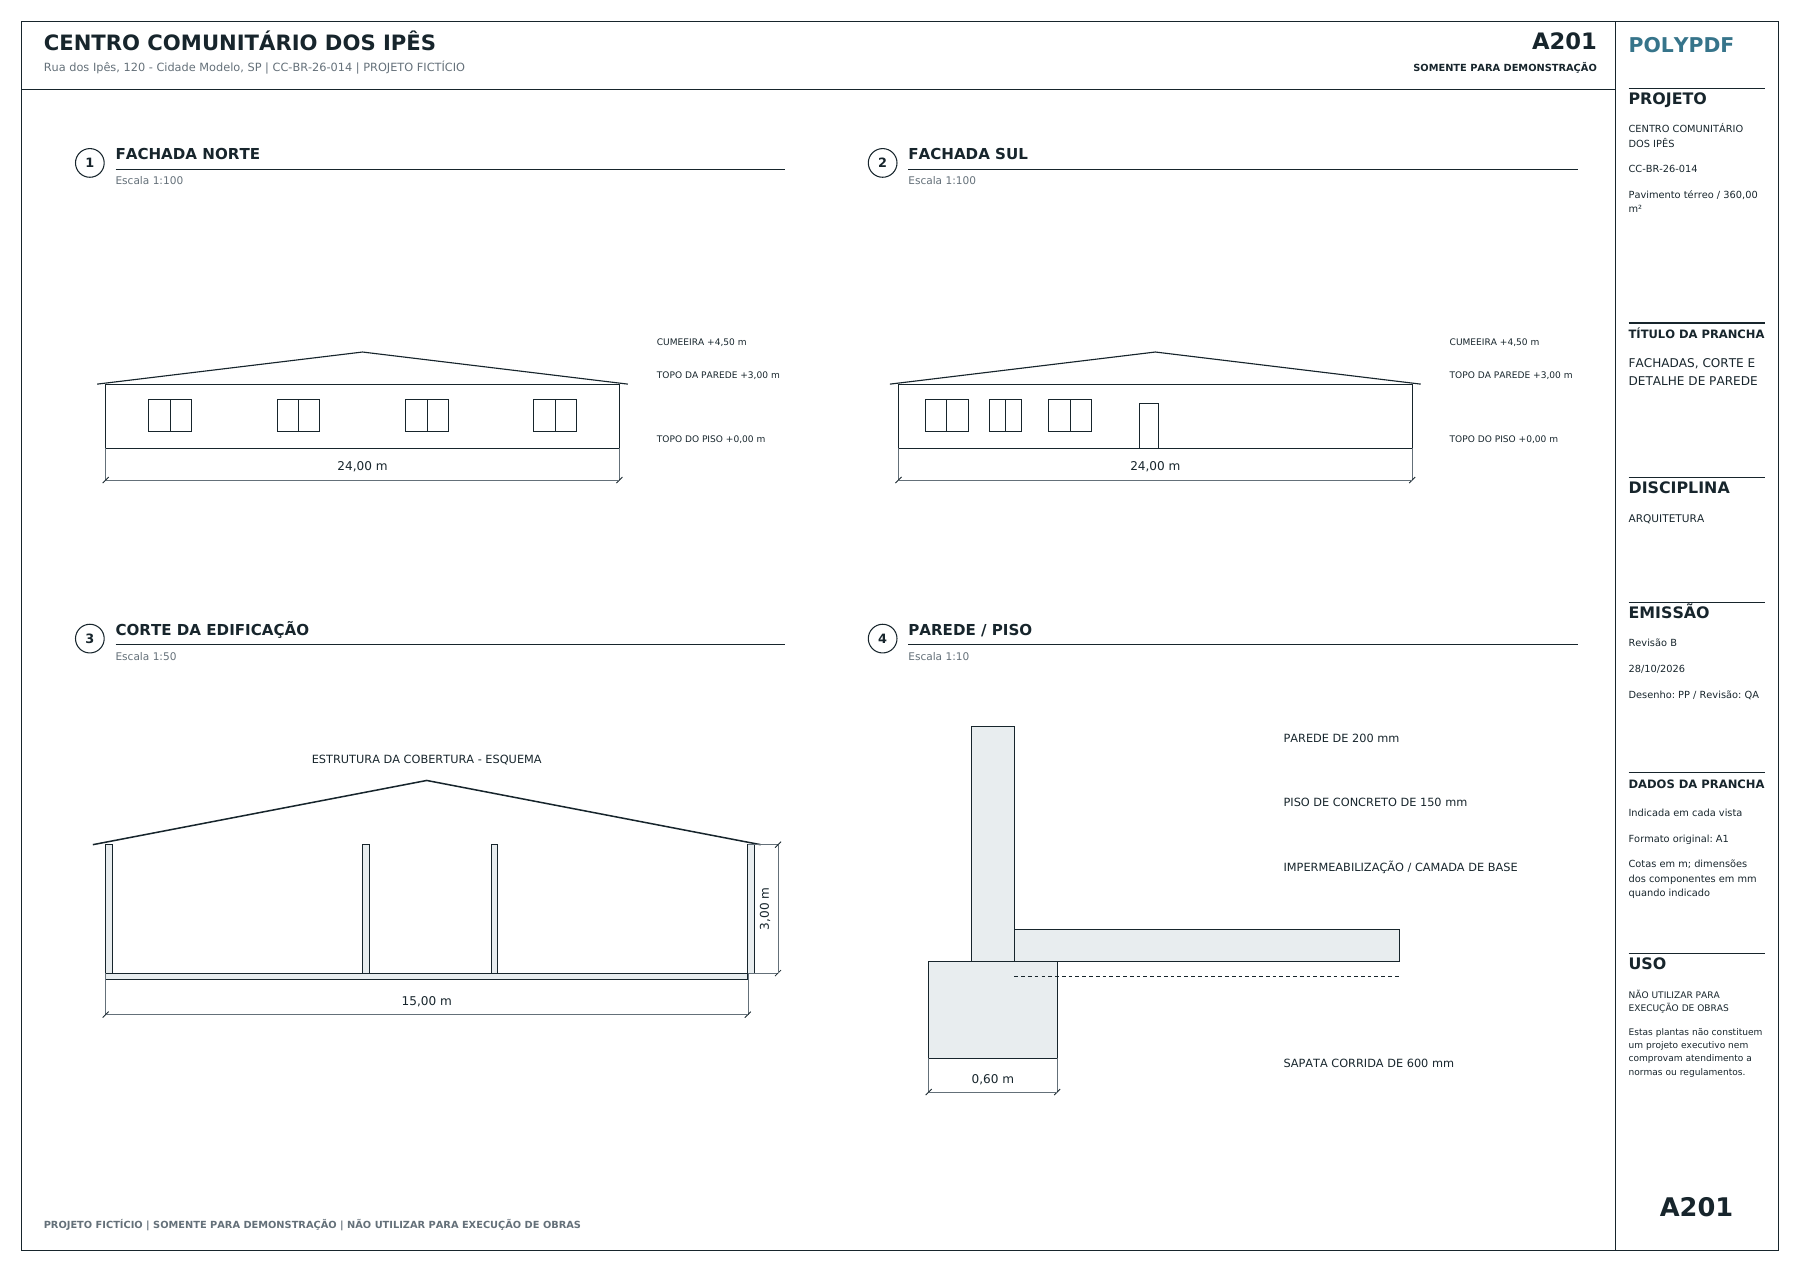 CENTRO COMUNITÁRIO DOS IPÊS
Rua dos Ipês, 120 - Cidade Modelo, SP | CC-BR-26-014 | PROJETO FICTÍCIO
A201
SOMENTE PARA DEMONSTRAÇÃO
1
FACHADA NORTE
Escala 1:100
CUMEEIRA +4,50 m
TOPO DA PAREDE +3,00 m
TOPO DO PISO +0,00 m
24,00 m
2
FACHADA SUL
Escala 1:100
CUMEEIRA +4,50 m
TOPO DA PAREDE +3,00 m
TOPO DO PISO +0,00 m
24,00 m
3
CORTE DA EDIFICAÇÃO
Escala 1:50
ESTRUTURA DA COBERTURA - ESQUEMA
3,00 m
15,00 m
4
PAREDE / PISO
Escala 1:10
PAREDE DE 200 mm
PISO DE CONCRETO DE 150 mm
IMPERMEABILIZAÇÃO / CAMADA DE BASE
SAPATA CORRIDA DE 600 mm
0,60 m
PROJETO FICTÍCIO | SOMENTE PARA DEMONSTRAÇÃO | NÃO UTILIZAR PARA EXECUÇÃO DE OBRAS
POLYPDF
PROJETO
CENTRO COMUNITÁRIO
DOS IPÊS
CC-BR-26-014
Pavimento térreo / 360,00
m²
TÍTULO DA PRANCHA
FACHADAS, CORTE E
DETALHE DE PAREDE
DISCIPLINA
ARQUITETURA
EMISSÃO
Revisão B
28/10/2026
Desenho: PP / Revisão: QA
DADOS DA PRANCHA
Indicada em cada vista
Formato original: A1
Cotas em m; dimensões
dos componentes em mm
quando indicado
USO
NÃO UTILIZAR PARA
EXECUÇÃO DE OBRAS
Estas plantas não constituem
um projeto executivo nem
comprovam atendimento a
normas ou regulamentos.
A201